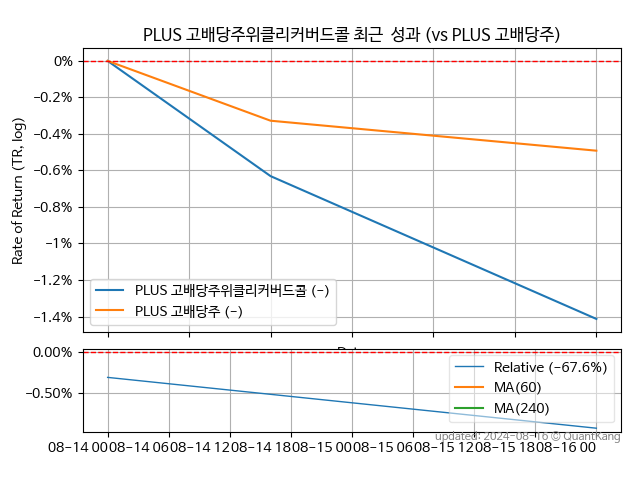 PLUS 고배당주위클리커버드콜 최근 성과 (vs PLUS 고배당주)
Rate of Return (TR, log)
0%
−0.2%
−0.4%
−0.6%
−0.8%
−1%
−1.2%
−1.4%
PLUS 고배당주위클리커버드콜 (-)
PLUS 고배당주 (-)
0.00%
−0.50%
Relative (-67.6%)
MA(60)
MA(240)
updated: 2024-08-16 © QuantKang
08-14 00
08-14 06
08-14 12
08-14 18
08-15 00
08-15 06
08-15 12
08-15 18
08-16 00